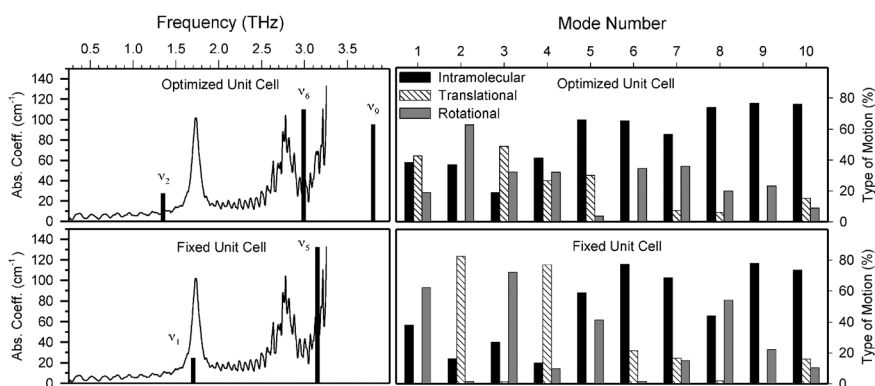 Frequency (THz)
0.5 1.0 1.5 2.0 2.5 3.0 3.5
Mode Number
1 2 3 4 5 6 7 8 9 10
Abs. Coeff. (cm⁻¹)
140
120
100
80
60
40
20
0
Optimized Unit Cell
ν₂
ν₆
ν₉
Intramolecular
Translational
Rotational
Optimized Unit Cell
80
60
40
20
0
Type of Motion (%)
Abs. Coeff. (cm⁻¹)
140
120
100
80
60
40
20
0
Fixed Unit Cell
ν₁
ν₅
Fixed Unit Cell
80
60
40
20
0
Type of Motion (%)